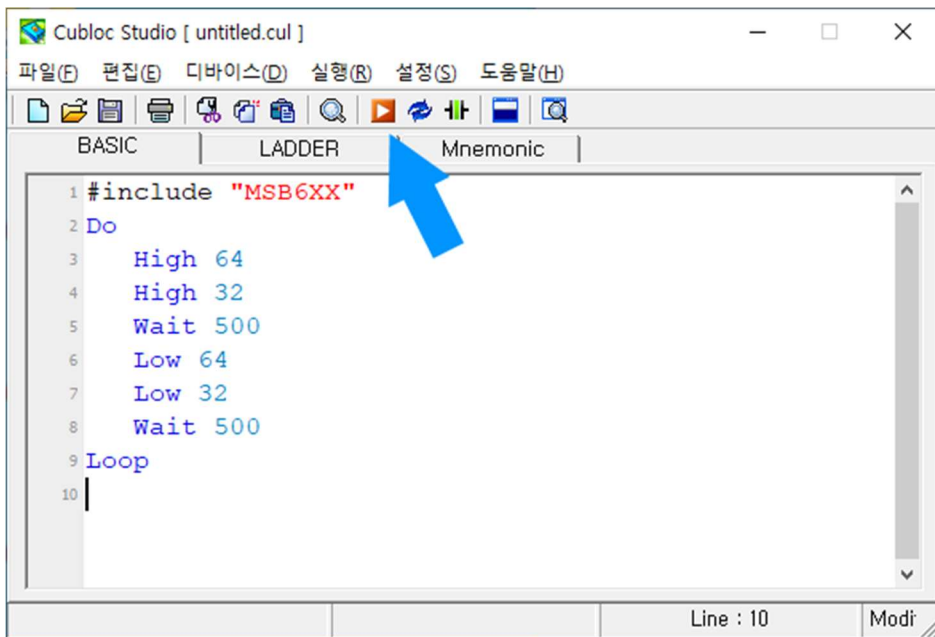 Cubloc Studio [ untitled.cul ]
파일(F) 편집(E) 디바이스(D) 실행(R) 설정(S) 도움말(H)
BASIC LADDER Mnemonic
1 #include "MSB6XX"
2 Do
3 High 64
4 High 32
5 Wait 500
6 Low 64
7 Low 32
8 Wait 500
9 Loop
10
Line : 10 Modi